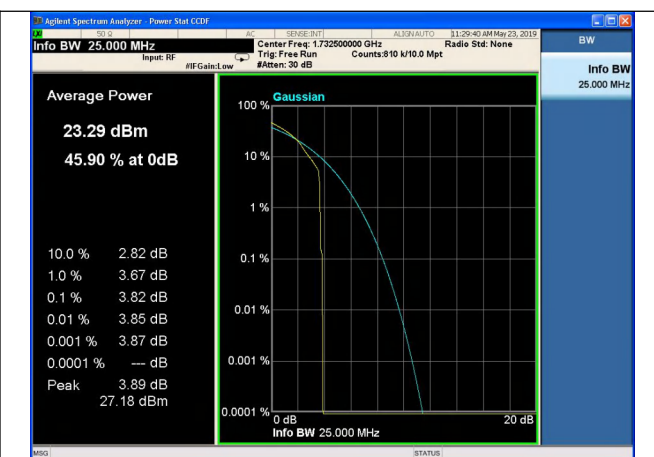 Agilent Spectrum Analyzer - Power Stat CCDF
50 Ω AC SENSE:INT ALIGN AUTO 11:29:40 AM May 23, 2019
Info BW 25.000 MHz
Center Freq: 1.732500000 GHz Radio Std: None
Input: RF Trig: Free Run Counts:810 k/10.0 Mpt
#IFGain:Low #Atten: 30 dB
BW
Info BW
25.000 MHz
Average Power
23.29 dBm
45.90 % at 0dB
10.0 % 2.82 dB
1.0 % 3.67 dB
0.1 % 3.82 dB
0.01 % 3.85 dB
0.001 % 3.87 dB
0.0001 % --- dB
Peak 3.89 dB
27.18 dBm
Gaussian
100 %
10 %
1 %
0.1 %
0.01 %
0.001 %
0.0001 %
0 dB 20 dB
Info BW 25.000 MHz
MSG STATUS